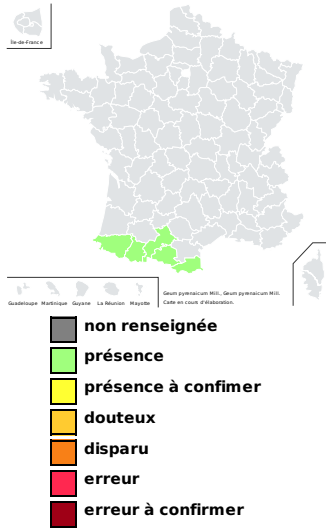 Île-de-France
Guadeloupe Martinique Guyane La Réunion Mayotte
Geum pyrenaicum Mill., Geum pyrenaicum Mill.
Carte en cours d'élaboration.
non renseignée
présence
présence à confimer
douteux
disparu
erreur
erreur à confirmer